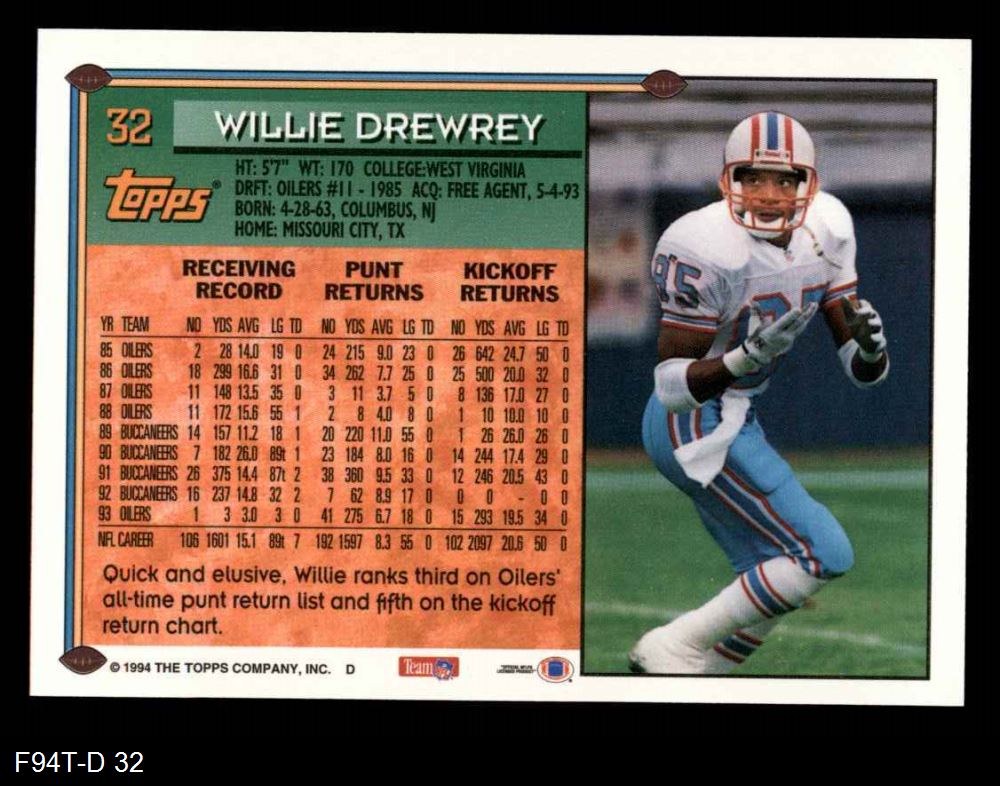 32 WILLIE DREWREY
Topps®
HT: 5'7" WT: 170 COLLEGE:WEST VIRGINIA
DRFT: OILERS #11 - 1985 ACQ: FREE AGENT, 5-4-93
BORN: 4-28-63, COLUMBUS, NJ
HOME: MISSOURI CITY, TX
RECEIVING RECORD PUNT RETURNS KICKOFF RETURNS
YR TEAM NO YDS AVG LG TD NO YDS AVG LG TD NO YDS AVG LG TD
85 OILERS 2 28 14.0 19 0 24 215 9.0 23 0 26 642 24.7 50 0
86 OILERS 18 299 16.6 31 0 34 262 7.7 25 0 25 500 20.0 32 0
87 OILERS 11 148 13.5 35 0 3 11 3.7 5 0 8 136 17.0 27 0
88 OILERS 11 172 15.6 55 1 2 8 4.0 8 0 1 10 10.0 10 0
89 BUCCANEERS 14 157 11.2 18 1 20 220 11.0 55 0 1 26 26.0 26 0
90 BUCCANEERS 7 182 26.0 89t 1 23 184 8.0 16 0 14 244 17.4 29 0
91 BUCCANEERS 26 375 14.4 87t 2 38 360 9.5 33 0 12 246 20.5 43 0
92 BUCCANEERS 16 237 14.8 32 2 7 62 8.9 17 0 0 0 - 0 0
93 OILERS 1 3 3.0 3 0 41 275 6.7 18 0 15 293 19.5 34 0
NFL CAREER 106 1601 15.1 89t 7 192 1597 8.3 55 0 102 2097 20.6 50 0
Quick and elusive, Willie ranks third on Oilers'
all-time punt return list and fifth on the kickoff
return chart.
© 1994 THE TOPPS COMPANY, INC. D
Team NFL
85
F94T-D 32